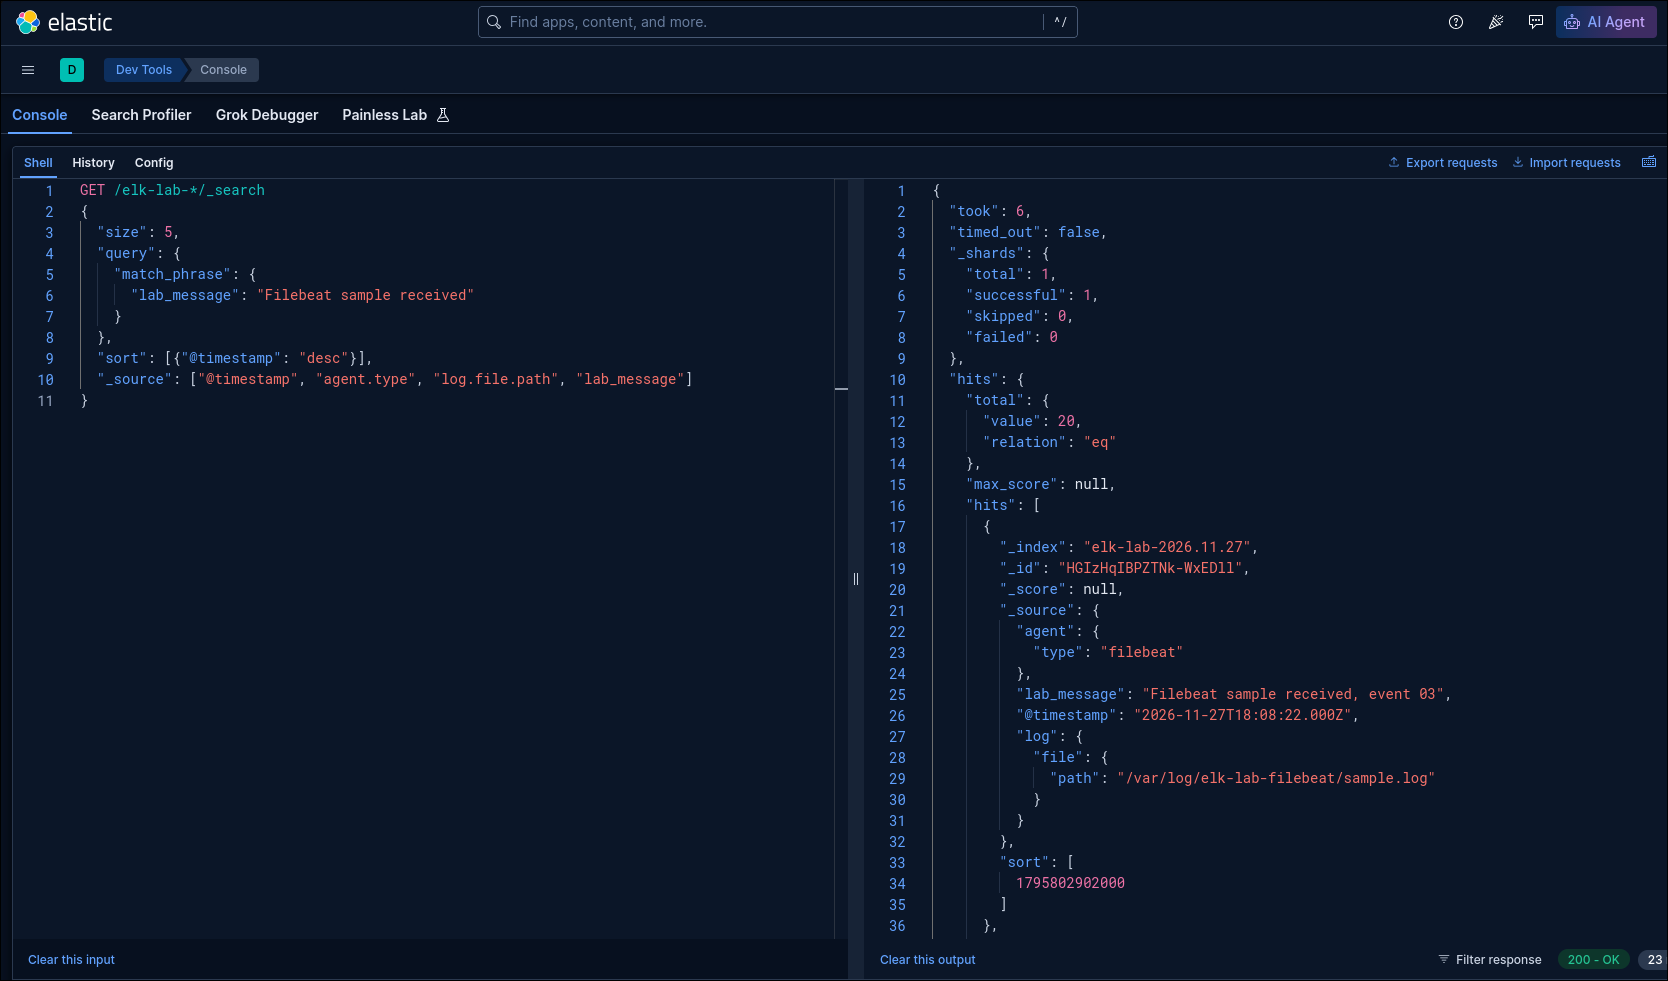 elastic
Find apps, content, and more.
^/
AI Agent
D
Dev Tools
Console
Console
Search Profiler
Grok Debugger
Painless Lab
Shell
History
Config
Export requests
Import requests
1 GET /elk-lab-*/_search
2 {
3 "size": 5,
4 "query": {
5 "match_phrase": {
6 "lab_message": "Filebeat sample received"
7 }
8 },
9 "sort": [{"@timestamp": "desc"}],
10 "_source": ["@timestamp", "agent.type", "log.file.path", "lab_message"]
11 }
Clear this input
1 {
2 "took": 6,
3 "timed_out": false,
4 "_shards": {
5 "total": 1,
6 "successful": 1,
7 "skipped": 0,
8 "failed": 0
9 },
10 "hits": {
11 "total": {
12 "value": 20,
13 "relation": "eq"
14 },
15 "max_score": null,
16 "hits": [
17 {
18 "_index": "elk-lab-2026.11.27",
19 "_id": "HGIzHqIBPZTNk-WxEDll",
20 "_score": null,
21 "_source": {
22 "agent": {
23 "type": "filebeat"
24 },
25 "lab_message": "Filebeat sample received, event 03",
26 "@timestamp": "2026-11-27T18:08:22.000Z",
27 "log": {
28 "file": {
29 "path": "/var/log/elk-lab-filebeat/sample.log"
30 }
31 }
32 },
33 "sort": [
34 1795802902000
35 ]
36 },
Clear this output
Filter response
200 - OK
23